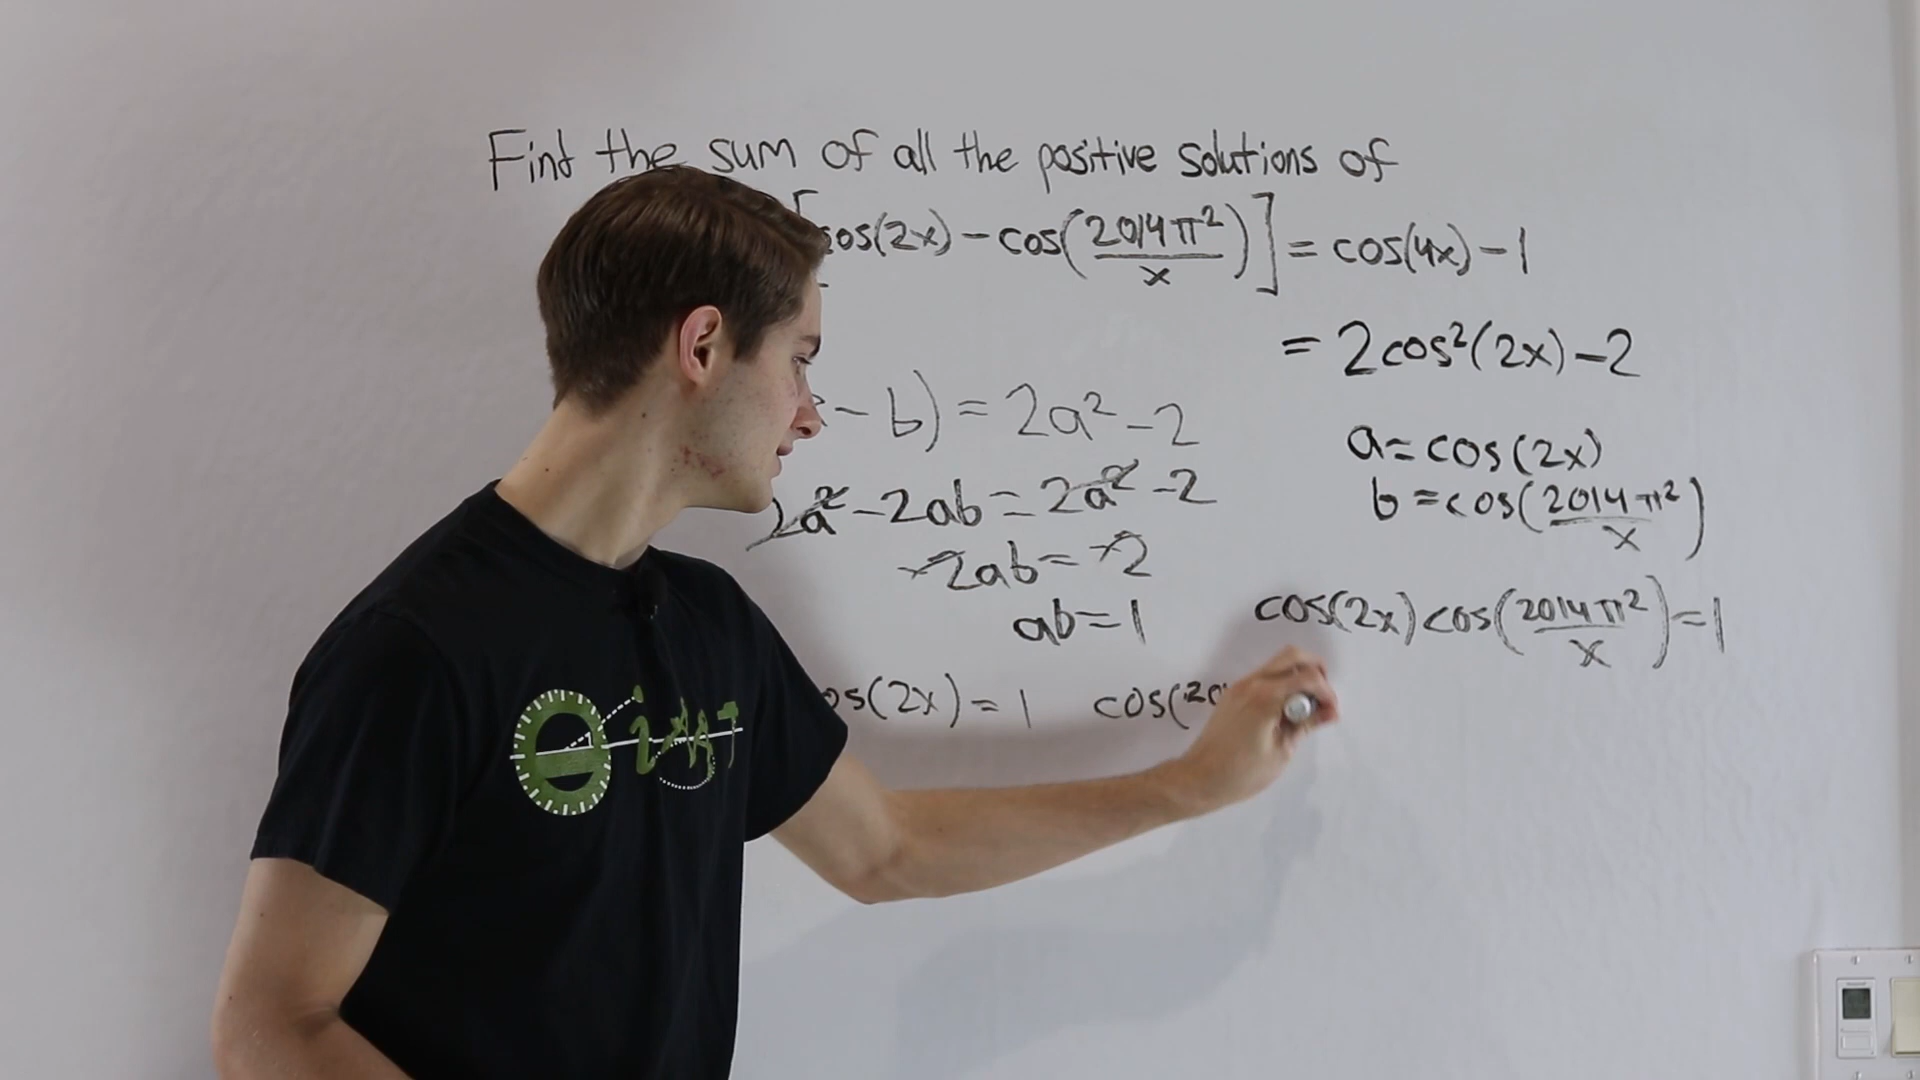 Find the sum of all the positive solutions of
[cos(2x) - cos(2014π²/x)] = cos(4x) - 1
= 2cos²(2x) - 2
- b) = 2a² - 2
a = cos(2x)
2a² - 2ab = 2a² - 2
b = cos(2014π²/x)
-2ab = -2
ab = 1
cos(2x) cos(2014π²/x) = 1
os(2x) = 1 cos(20